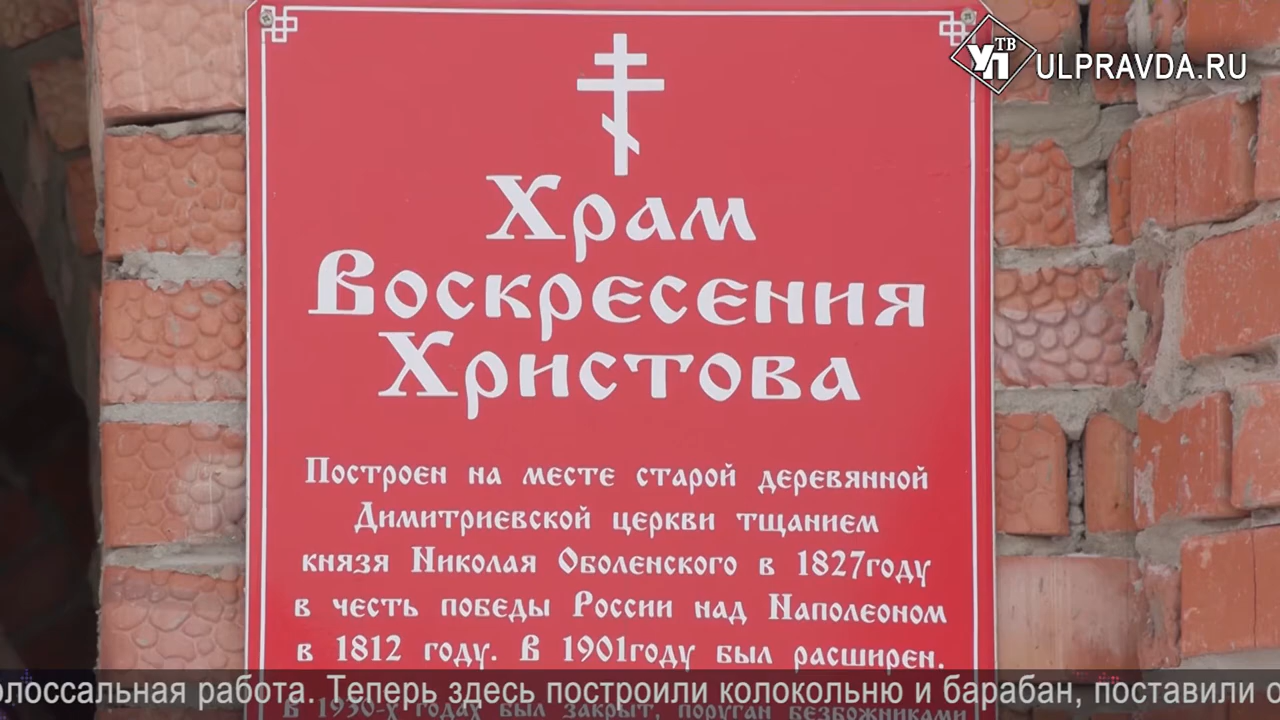 УП ТВ ULPRAVDA.RU
Храм
Воскресения
Христова
Построен на месте старой деревянной
Димитриевской церкви тщанием
князя Николая Оболенского в 1827году
в честь победы России над Наполеоном
в 1812 году. В 1901году был расширен.
В 1930-х годах был закрыт, поруган безбожниками
олоссальная работа. Теперь здесь построили колокольню и барабан, поставили о